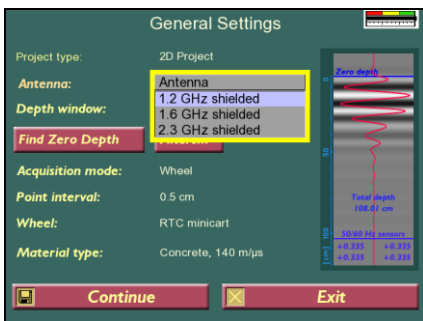 General Settings
Project type: 2D Project
Antenna: Antenna
1.2 GHz shielded
1.6 GHz shielded
2.3 GHz shielded
Depth window:
Find Zero Depth
Acquisition mode: Wheel
Point interval: 0.5 cm
Wheel: RTC minicart
Material type: Concrete, 140 m/µs
Continue
Exit
Zero depth
0
50
100
[cm]
Total depth
108.01 cm
50/60 Hz sensors
+0.335 +0.335
+0.335 +0.335